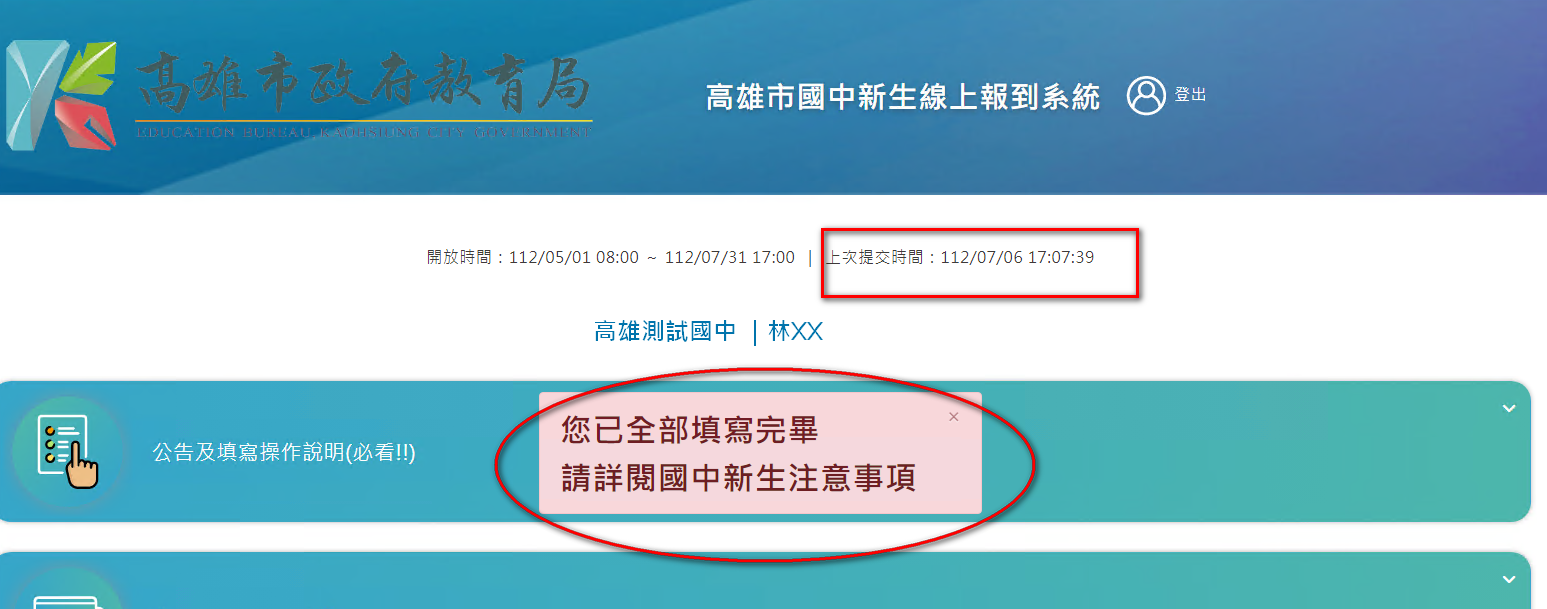 高雄市政府教育局
EDUCATION BUREAU, KAOHSIUNG CITY GOVERNMENT
高雄市國中新生線上報到系統 登出
開放時間：112/05/01 08:00 ~ 112/07/31 17:00 | 上次提交時間：112/07/06 17:07:39
高雄測試國中 | 林XX
您已全部填寫完畢 ×
請詳閱國中新生注意事項
公告及填寫操作說明(必看!!)